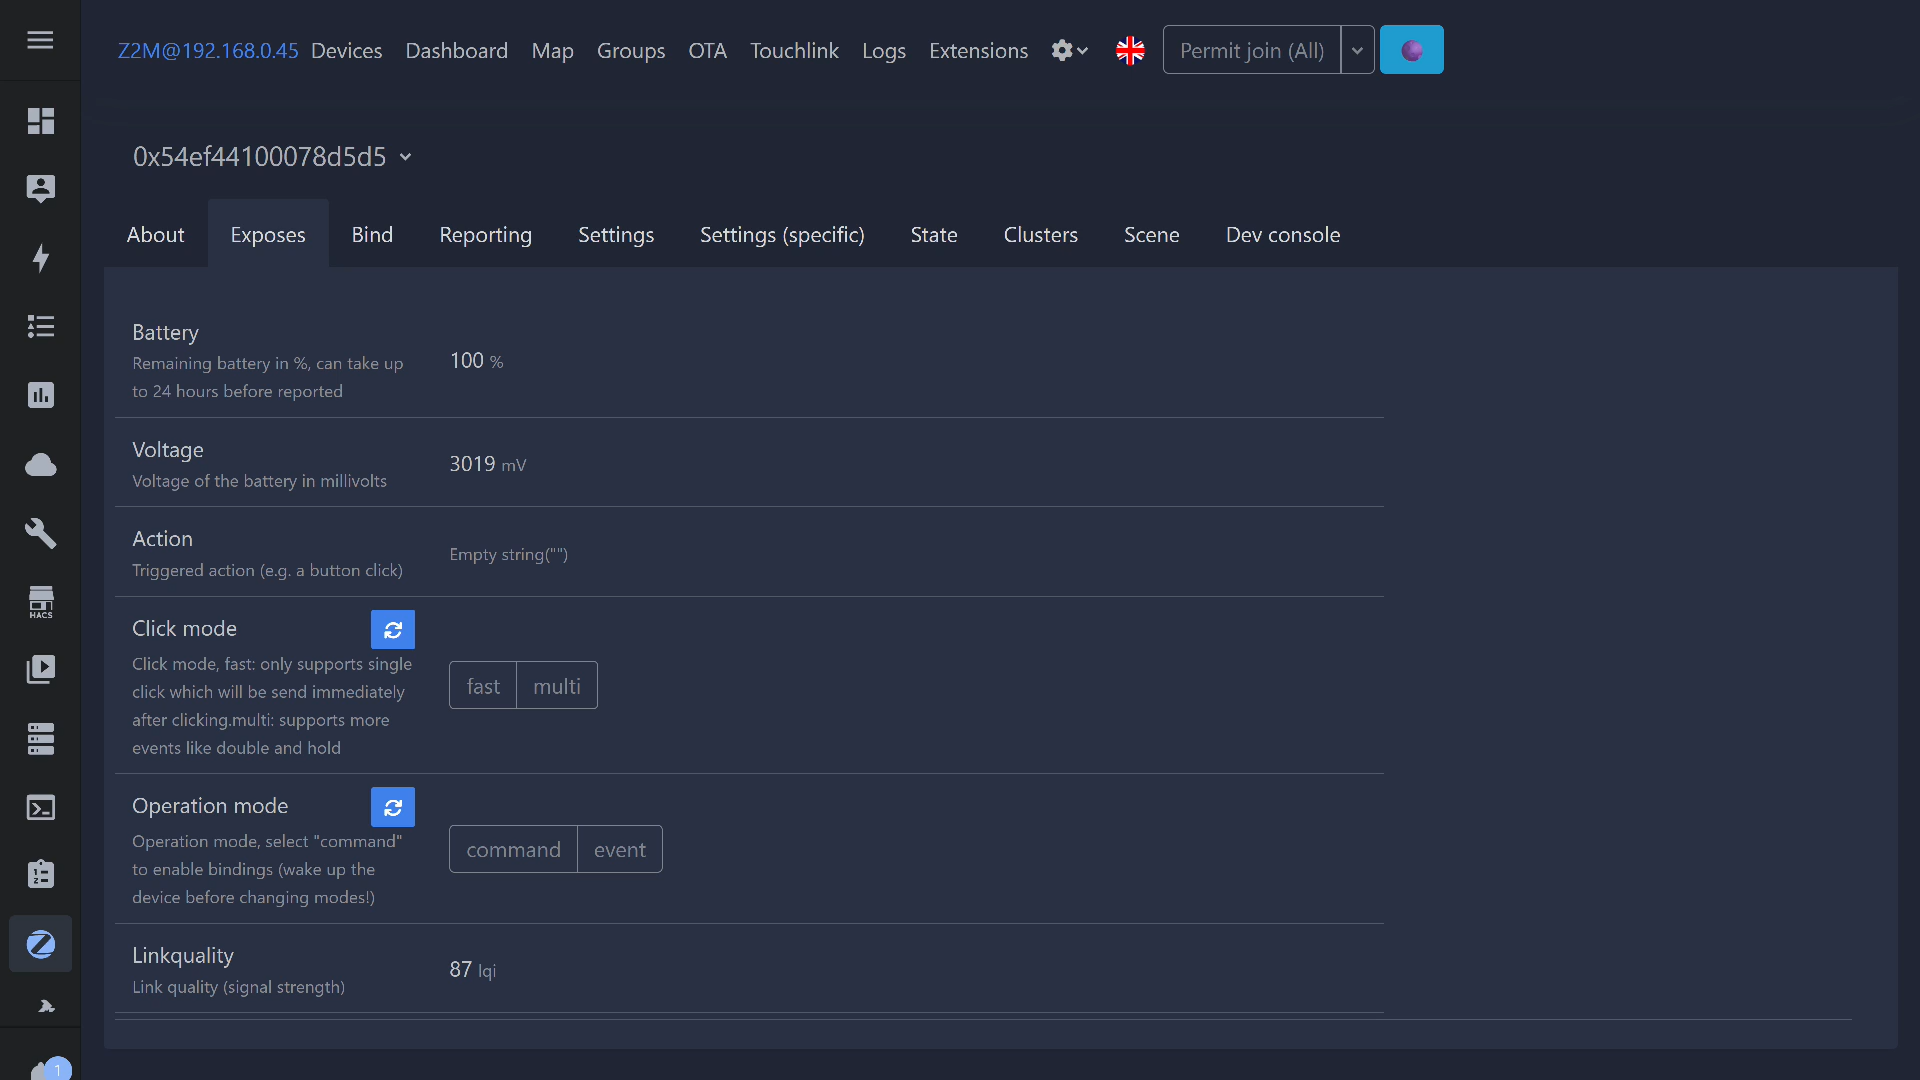 Z2M@192.168.0.45 Devices Dashboard Map Groups OTA Touchlink Logs Extensions Permit join (All)
0x54ef44100078d5d5
About Exposes Bind Reporting Settings Settings (specific) State Clusters Scene Dev console
Battery
Remaining battery in %, can take up
to 24 hours before reported
100 %
Voltage
Voltage of the battery in millivolts
3019 mV
Action
Triggered action (e.g. a button click)
Empty string("")
Click mode
Click mode, fast: only supports single
click which will be send immediately
after clicking.multi: supports more
events like double and hold
fast multi
Operation mode
Operation mode, select "command"
to enable bindings (wake up the
device before changing modes!)
command event
Linkquality
Link quality (signal strength)
87 lqi
HACS
1